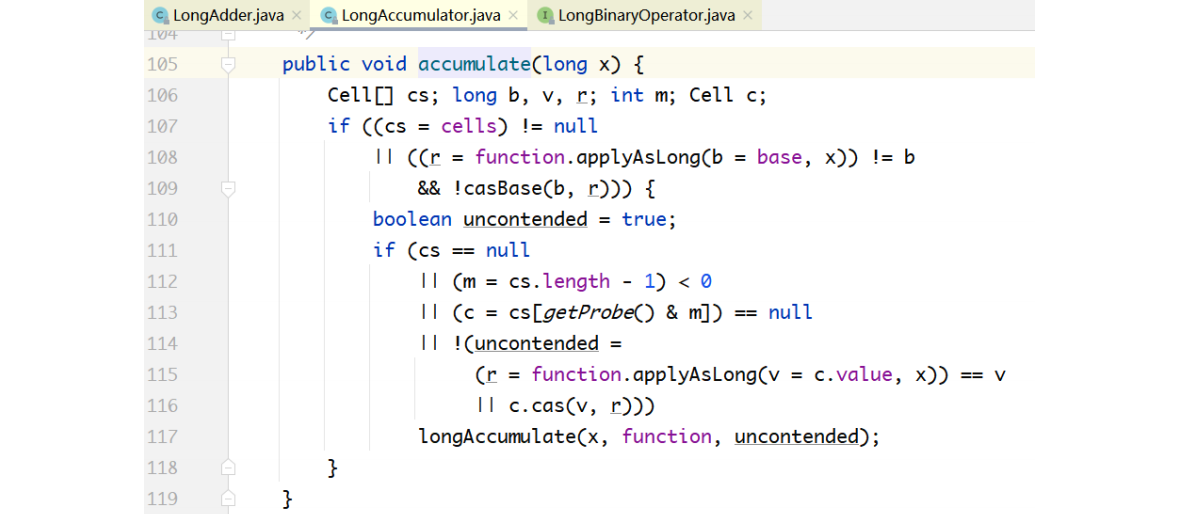 LongAdder.java × LongAccumulator.java × LongBinaryOperator.java ×
104 */
105 public void accumulate(long x) {
106 Cell[] cs; long b, v, r; int m; Cell c;
107 if ((cs = cells) != null
108 || ((r = function.applyAsLong(b = base, x)) != b
109 && !casBase(b, r))) {
110 boolean uncontended = true;
111 if (cs == null
112 || (m = cs.length - 1) < 0
113 || (c = cs[getProbe() & m]) == null
114 || !(uncontended =
115 (r = function.applyAsLong(v = c.value, x)) == v
116 || c.cas(v, r)))
117 longAccumulate(x, function, uncontended);
118 }
119 }